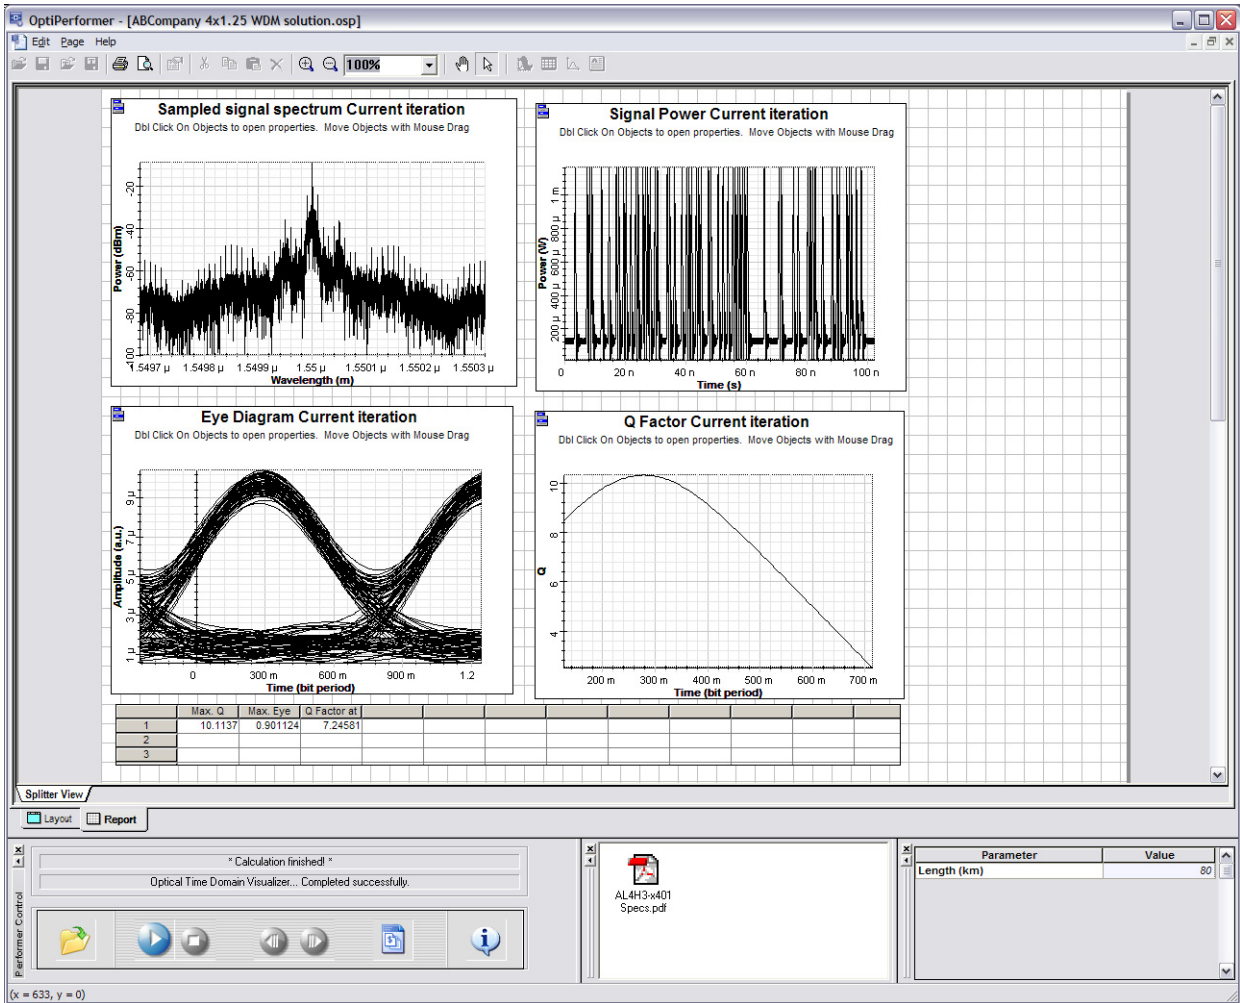 OptiPerformer - [ABCompany 4x1.25 WDM solution.osp]
Edit Page Help
100%
Sampled signal spectrum Current iteration
Dbl Click On Objects to open properties. Move Objects with Mouse Drag
Power (dBm)
-20
-40
-60
-80
-100
1.5497 µ 1.5498 µ 1.5499 µ 1.55 µ 1.5501 µ 1.5502 µ 1.5503 µ
Wavelength (m)
Signal Power Current iteration
Dbl Click On Objects to open properties. Move Objects with Mouse Drag
Power (W)
1 m
800 µ
600 µ
400 µ
200 µ
0 20 n 40 n 60 n 80 n 100 n
Time (s)
Eye Diagram Current iteration
Dbl Click On Objects to open properties. Move Objects with Mouse Drag
Amplitude (a.u.)
9 µ
7 µ
5 µ
3 µ
1 µ
0 300 m 600 m 900 m 1.2
Time (bit period)
Q Factor Current iteration
Dbl Click On Objects to open properties. Move Objects with Mouse Drag
Q
10
8
6
4
200 m 300 m 400 m 500 m 600 m 700 m
Time (bit period)
Max. Q Max. Eye Q Factor at
1 10.1137 0.901124 7.24581
2
3
Splitter View
Layout Report
Performer Control
* Calculation finished! *
Optical Time Domain Visualizer... Completed successfully.
AL4H3-x401
Specs.pdf
Parameter Value
Length (km) 80
(x = 633, y = 0)